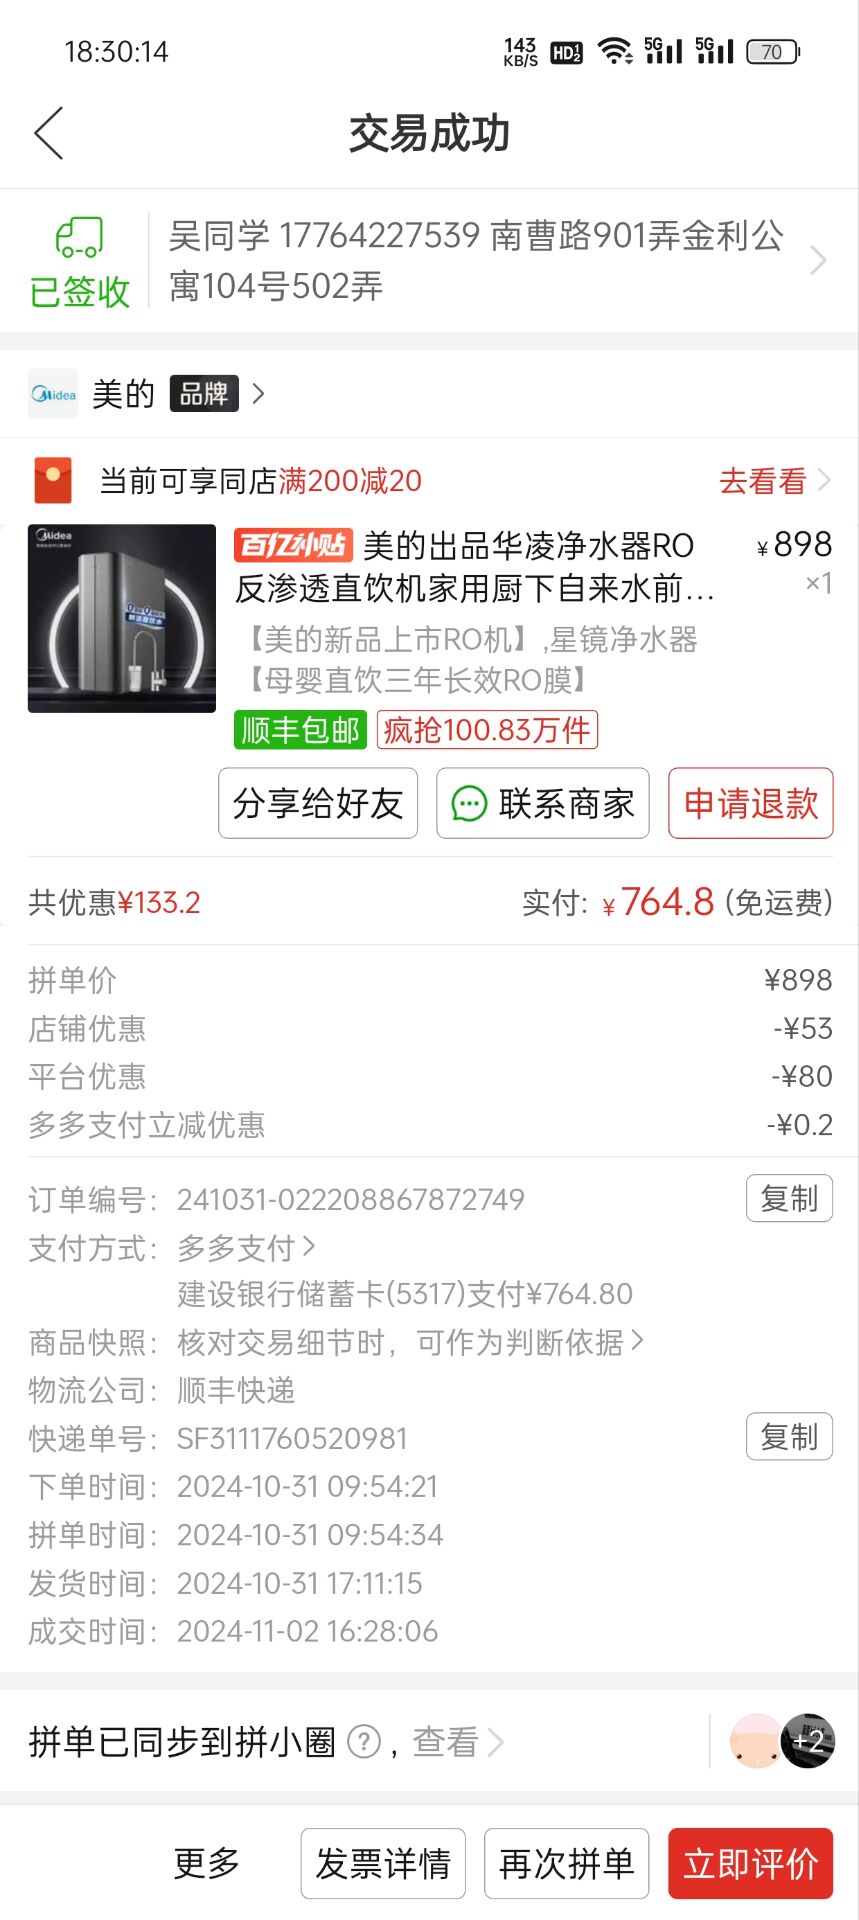 18:30:14
143 KB/S HD 1 2 5G 5G 70
交易成功
已签收
吴同学 17764227539 南曹路901弄金利公
寓104号502弄
Midea 美的 品牌
当前可享同店满200减20 去看看
Midea
百亿补贴 美的出品华凌净水器RO ¥898
反渗透直饮机家用厨下自来水前... ×1
【美的新品上市RO机】,星镜净水器
【母婴直饮三年长效RO膜】
顺丰包邮 疯抢100.83万件
分享给好友 联系商家 申请退款
共优惠¥133.2 实付: ¥764.8 (免运费)
拼单价 ¥898
店铺优惠 -¥53
平台优惠 -¥80
多多支付立减优惠 -¥0.2
订单编号: 241031-022208867872749 复制
支付方式: 多多支付
建设银行储蓄卡(5317)支付¥764.80
商品快照: 核对交易细节时，可作为判断依据
物流公司: 顺丰快递
快递单号: SF3111760520981 复制
下单时间: 2024-10-31 09:54:21
拼单时间: 2024-10-31 09:54:34
发货时间: 2024-10-31 17:11:15
成交时间: 2024-11-02 16:28:06
拼单已同步到拼小圈 ? , 查看 +2
更多 发票详情 再次拼单 立即评价